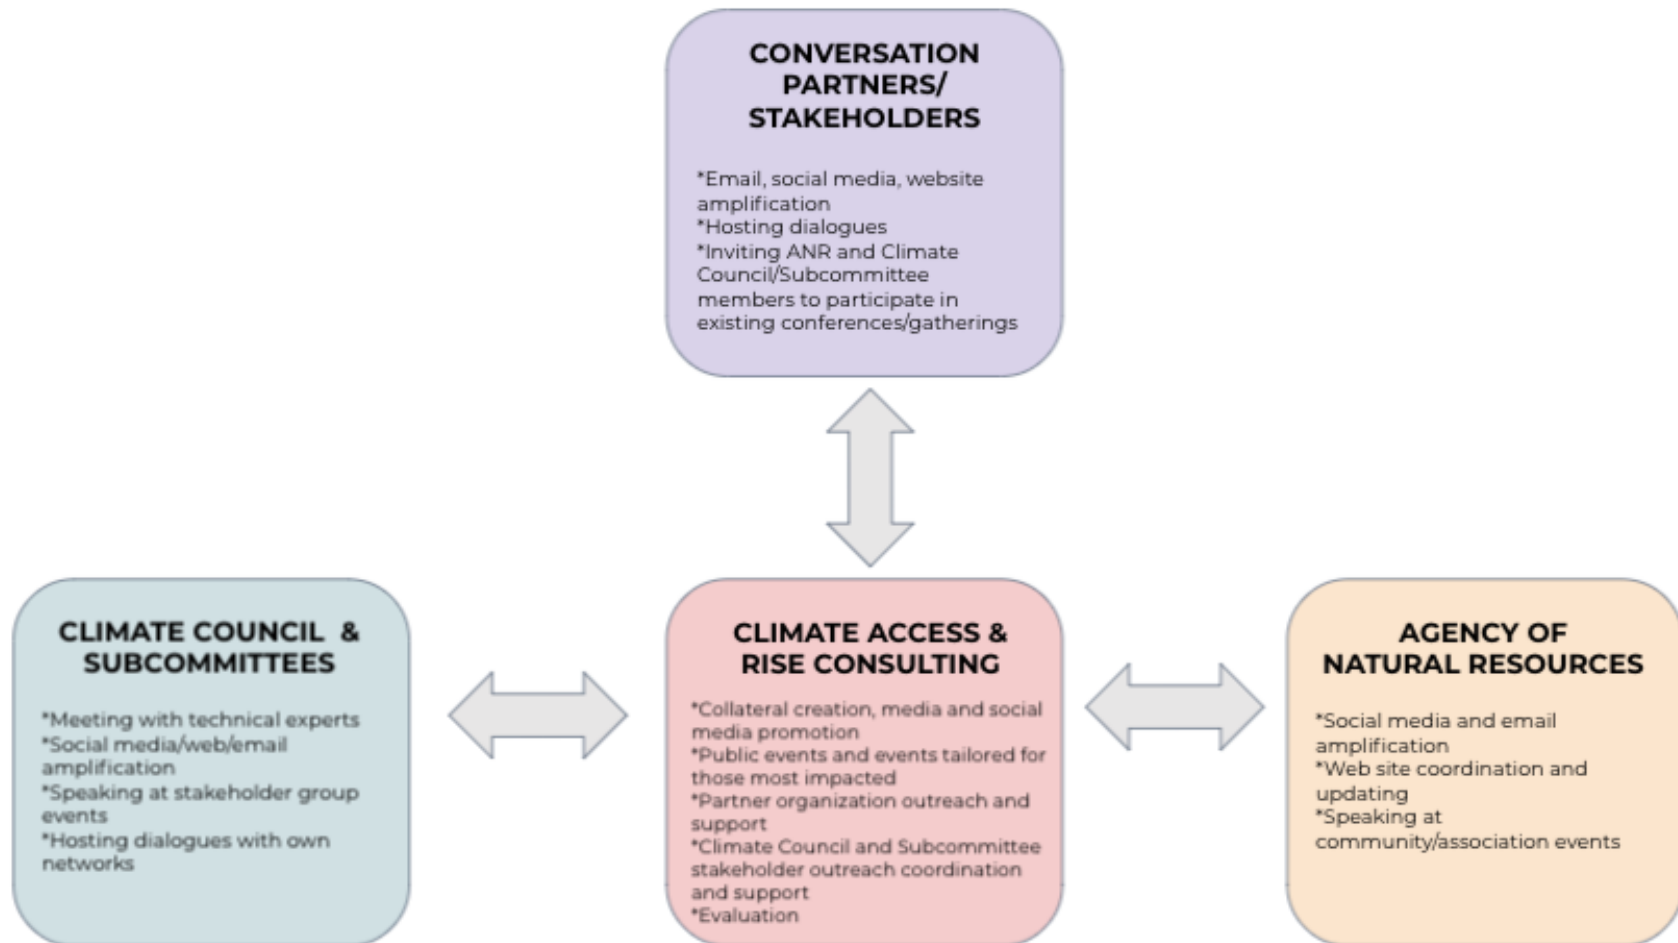 CONVERSATION
PARTNERS/
STAKEHOLDERS
*Email, social media, website
amplification
*Hosting dialogues
*Inviting ANR and Climate
Council/Subcommittee
members to participate in
existing conferences/gatherings
CLIMATE COUNCIL &
SUBCOMMITTEES
*Meeting with technical experts
*Social media/web/email
amplification
*Speaking at stakeholder group
events
*Hosting dialogues with own
networks
CLIMATE ACCESS &
RISE CONSULTING
*Collateral creation, media and social
media promotion
*Public events and events tailored for
those most impacted
*Partner organization outreach and
support
*Climate Council and Subcommittee
stakeholder outreach coordination
and support
*Evaluation
AGENCY OF
NATURAL RESOURCES
*Social media and email
amplification
*Web site coordination and
updating
*Speaking at
community/association events